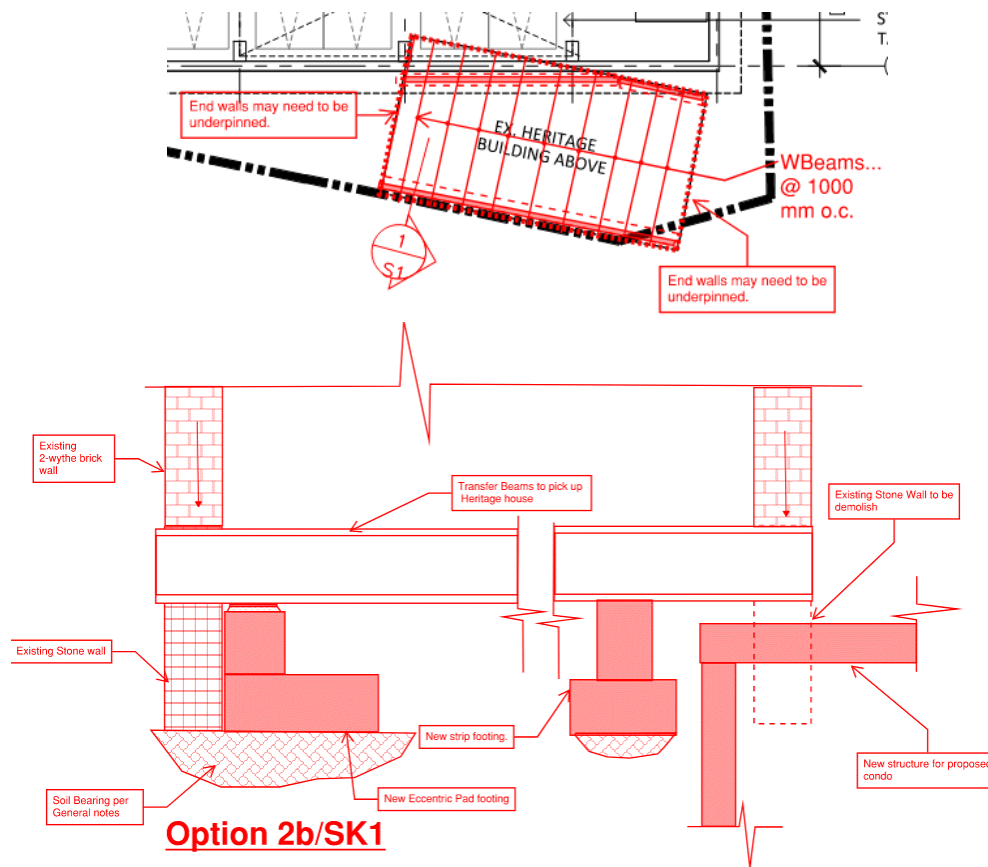 S
T.
(
End walls may need to be
underpinned.
EX. HERITAGE
BUILDING ABOVE
WBeams...
@ 1000
mm o.c.
1
S1
End walls may need to be
underpinned.
Existing
2-wythe brick
wall
Transfer Beams to pick up
Heritage house
Existing Stone Wall to be
demolish
Existing Stone wall
New strip footing.
New structure for proposed
condo
Soil Bearing per
General notes
New Eccentric Pad footing
Option 2b/SK1